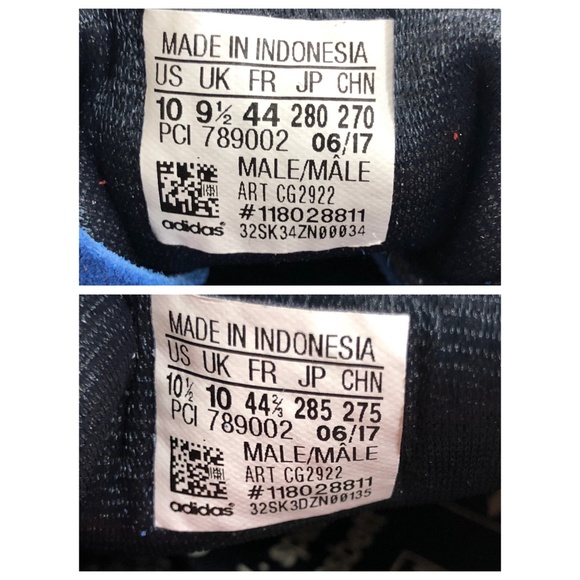 MADE IN INDONESIA
US UK FR JP CHN
10 9½ 44 280 270
PCI 789002 06/17
MALE/MÂLE
ART CG2922
#118028811
adidas 32SK34ZN00034
MADE IN INDONESIA
US UK FR JP CHN
10½ 10 44⅔ 285 275
PCI 789002 06/17
MALE/MÂLE
ART CG2922
#118028811
adidas 32SK3DZN00135